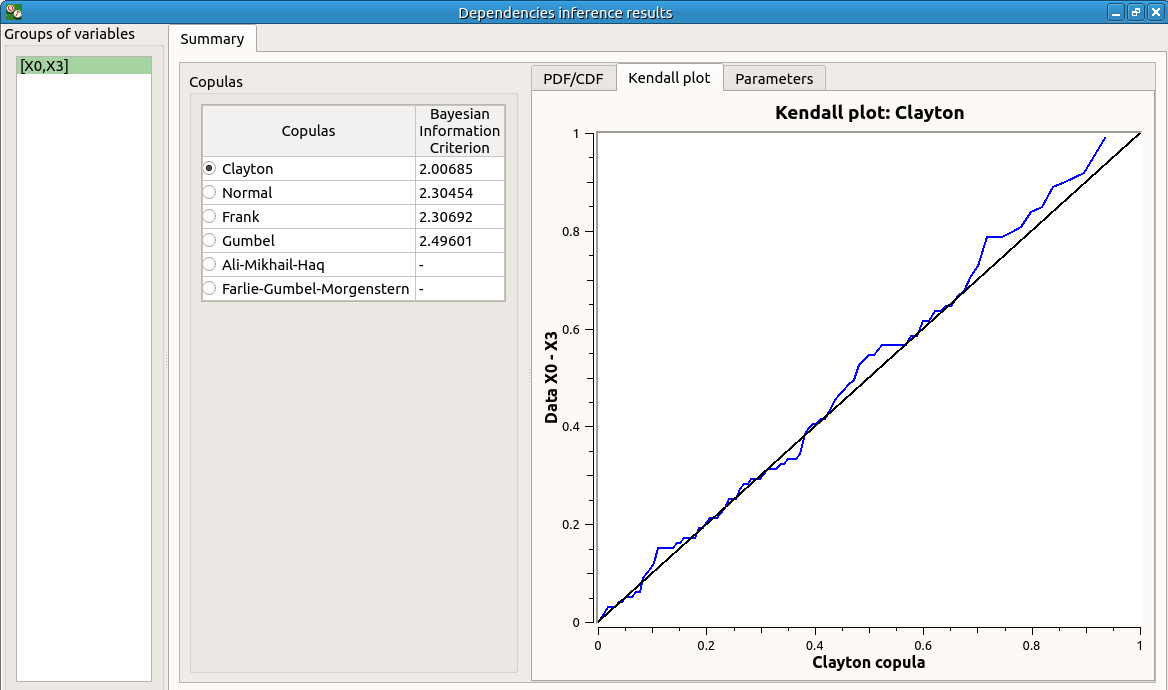 Dependencies inference results
Groups of variables
[X0,X3]
Summary
Copulas
Copulas
Bayesian
Information
Criterion
Clayton 2.00685
Normal 2.30454
Frank 2.30692
Gumbel 2.49601
Ali-Mikhail-Haq -
Farlie-Gumbel-Morgenstern -
PDF/CDF Kendall plot Parameters
Kendall plot: Clayton
Data X0 - X3
1
0.8
0.6
0.4
0.2
0
0 0.2 0.4 0.6 0.8 1
Clayton copula